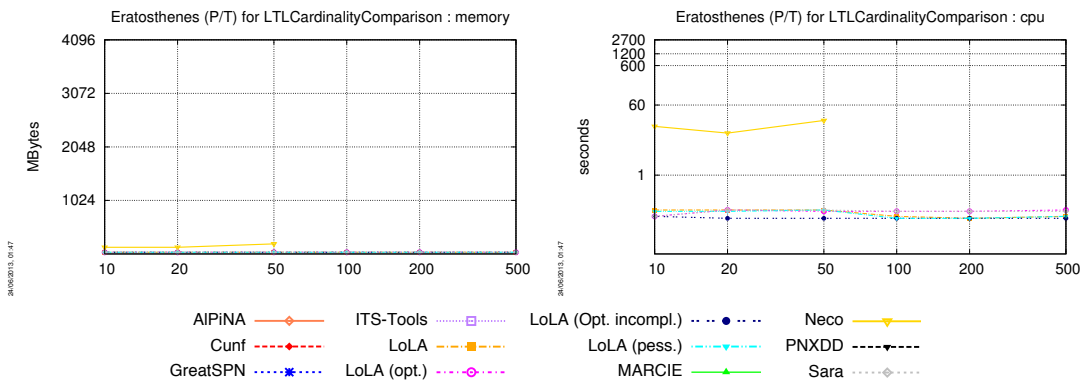 Eratosthenes (P/T) for LTLCardinalityComparison : memory
4096
3072
2048
1024
MBytes
10 20 50 100 200 500
24/06/2013, 01:47
Eratosthenes (P/T) for LTLCardinalityComparison : cpu
2700
1200
600
60
1
seconds
10 20 50 100 200 500
24/06/2013, 01:47
AlPiNA ITS-Tools LoLA (Opt. incompl.) Neco
Cunf LoLA LoLA (pess.) PNXDD
GreatSPN LoLA (opt.) MARCIE Sara